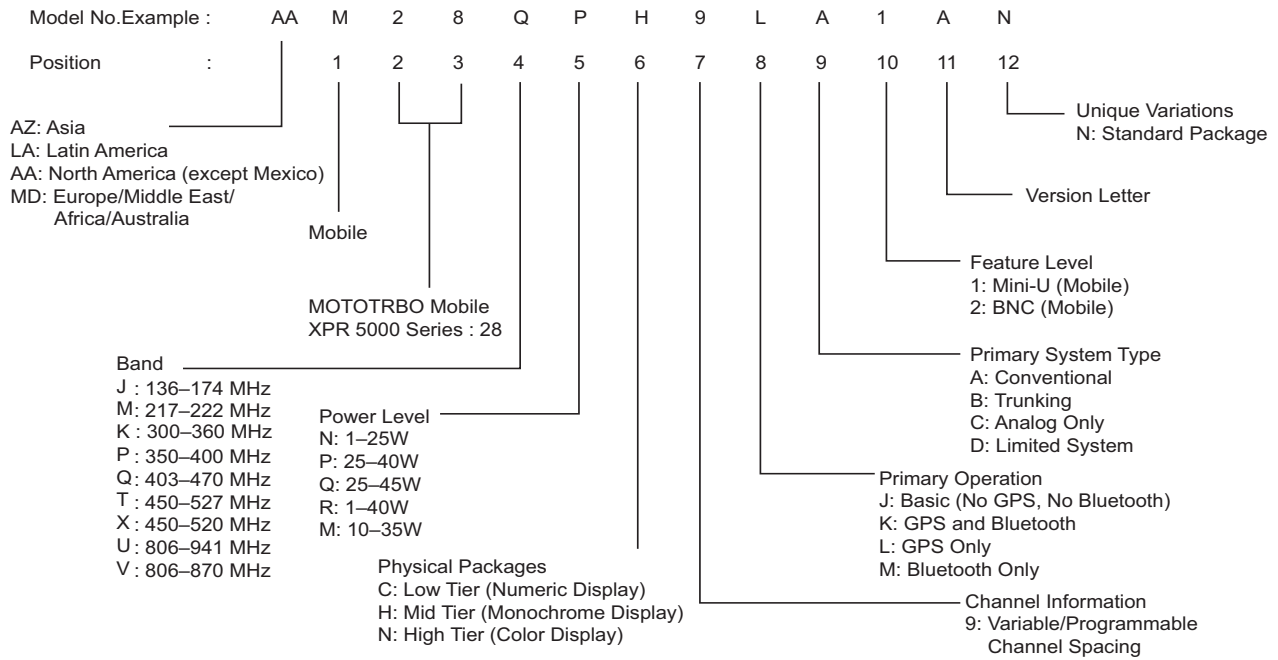 Model No.Example : AA M 2 8 Q P H 9 L A 1 A N
Position : 1 2 3 4 5 6 7 8 9 10 11 12
AZ: Asia
LA: Latin America
AA: North America (except Mexico)
MD: Europe/Middle East/
Africa/Australia
Mobile
MOTOTRBO Mobile
XPR 5000 Series : 28
Band
J : 136–174 MHz
M: 217–222 MHz
K : 300–360 MHz
P : 350–400 MHz
Q : 403–470 MHz
T : 450–527 MHz
X : 450–520 MHz
U : 806–941 MHz
V : 806–870 MHz
Power Level
N: 1–25W
P: 25–40W
Q: 25–45W
R: 1–40W
M: 10–35W
Physical Packages
C: Low Tier (Numeric Display)
H: Mid Tier (Monochrome Display)
N: High Tier (Color Display)
Unique Variations
N: Standard Package
Version Letter
Feature Level
1: Mini-U (Mobile)
2: BNC (Mobile)
Primary System Type
A: Conventional
B: Trunking
C: Analog Only
D: Limited System
Primary Operation
J: Basic (No GPS, No Bluetooth)
K: GPS and Bluetooth
L: GPS Only
M: Bluetooth Only
Channel Information
9: Variable/Programmable
Channel Spacing